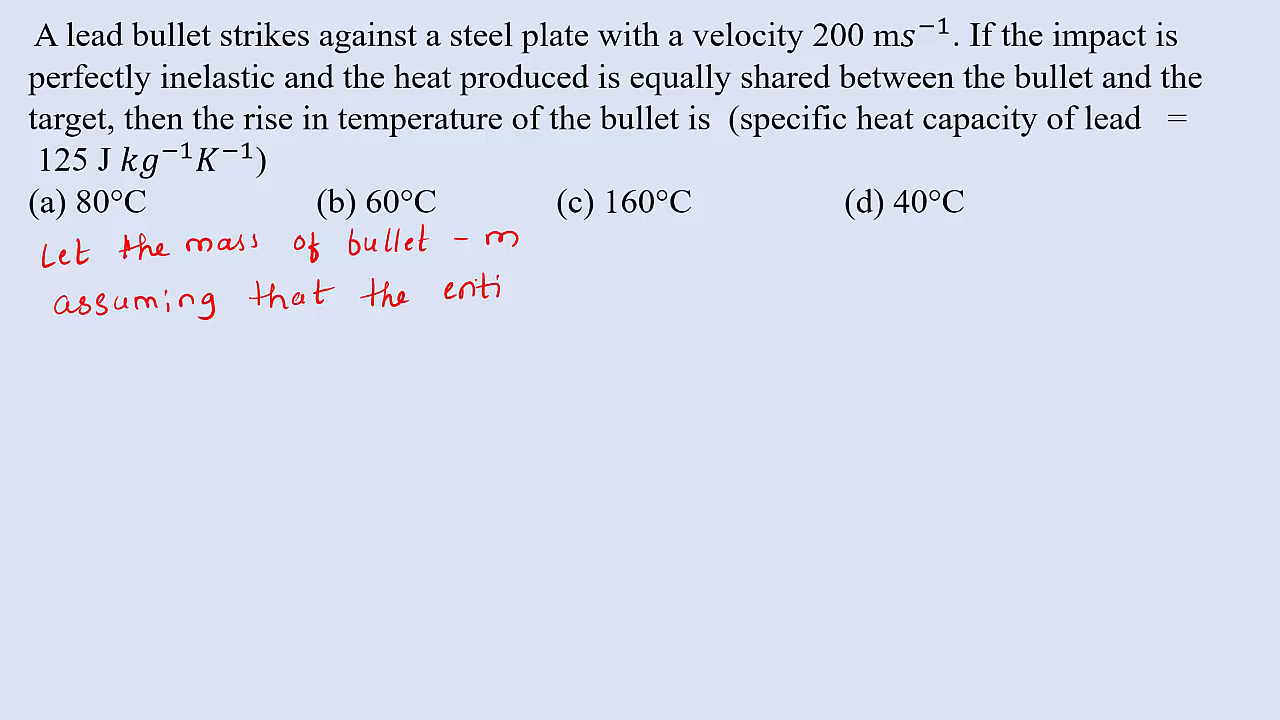 A lead bullet strikes against a steel plate with a velocity 200 ms⁻¹. If the impact is
perfectly inelastic and the heat produced is equally shared between the bullet and the
target, then the rise in temperature of the bullet is (specific heat capacity of lead =
125 J kg⁻¹K⁻¹)
(a) 80°C (b) 60°C (c) 160°C (d) 40°C
Let the mass of bullet - m
assuming that the enti